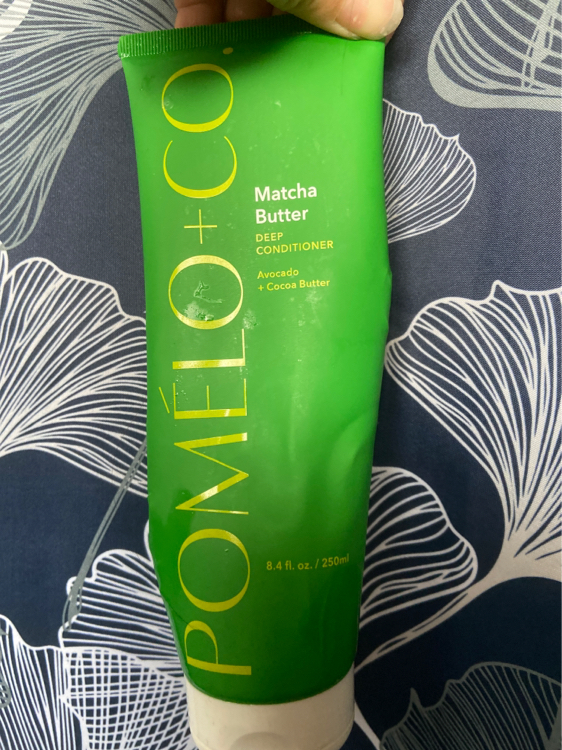 POMÉLO + CO.
Matcha
Butter
DEEP
CONDITIONER
Avocado
+ Cocoa Butter
8.4 fl. oz. / 250ml